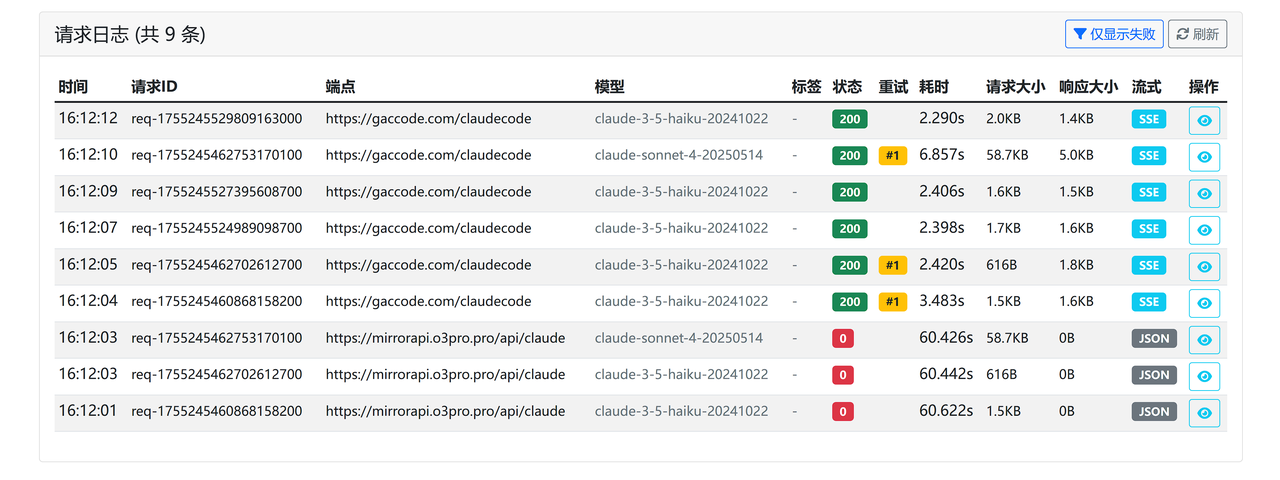 请求日志 (共 9 条)
仅显示失败 刷新
时间 请求ID 端点 模型 标签 状态 重试 耗时 请求大小 响应大小 流式 操作
16:12:12 req-1755245529809163000 https://gaccode.com/claudecode claude-3-5-haiku-20241022 - 200 2.290s 2.0KB 1.4KB SSE
16:12:10 req-1755245462753170100 https://gaccode.com/claudecode claude-sonnet-4-20250514 - 200 #1 6.857s 58.7KB 5.0KB SSE
16:12:09 req-1755245527395608700 https://gaccode.com/claudecode claude-3-5-haiku-20241022 - 200 2.406s 1.6KB 1.5KB SSE
16:12:07 req-1755245524989098700 https://gaccode.com/claudecode claude-3-5-haiku-20241022 - 200 2.398s 1.7KB 1.6KB SSE
16:12:05 req-1755245462702612700 https://gaccode.com/claudecode claude-3-5-haiku-20241022 - 200 #1 2.420s 616B 1.8KB SSE
16:12:04 req-1755245460868158200 https://gaccode.com/claudecode claude-3-5-haiku-20241022 - 200 #1 3.483s 1.5KB 1.6KB SSE
16:12:03 req-1755245462753170100 https://mirrorapi.o3pro.pro/api/claude claude-sonnet-4-20250514 - 0 60.426s 58.7KB 0B JSON
16:12:03 req-1755245462702612700 https://mirrorapi.o3pro.pro/api/claude claude-3-5-haiku-20241022 - 0 60.442s 616B 0B JSON
16:12:01 req-1755245460868158200 https://mirrorapi.o3pro.pro/api/claude claude-3-5-haiku-20241022 - 0 60.622s 1.5KB 0B JSON